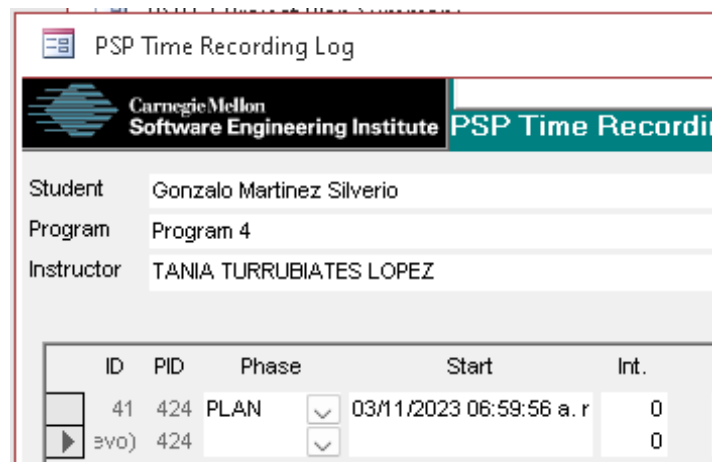 PSP Time Recording Log
CarnegieMellon
Software Engineering Institute PSP Time Recordi
Student Gonzalo Martinez Silverio
Program Program 4
Instructor TANIA TURRUBIATES LOPEZ
ID PID Phase Start Int.
41 424 PLAN 03/11/2023 06:59:56 a. r 0
evo) 424 0